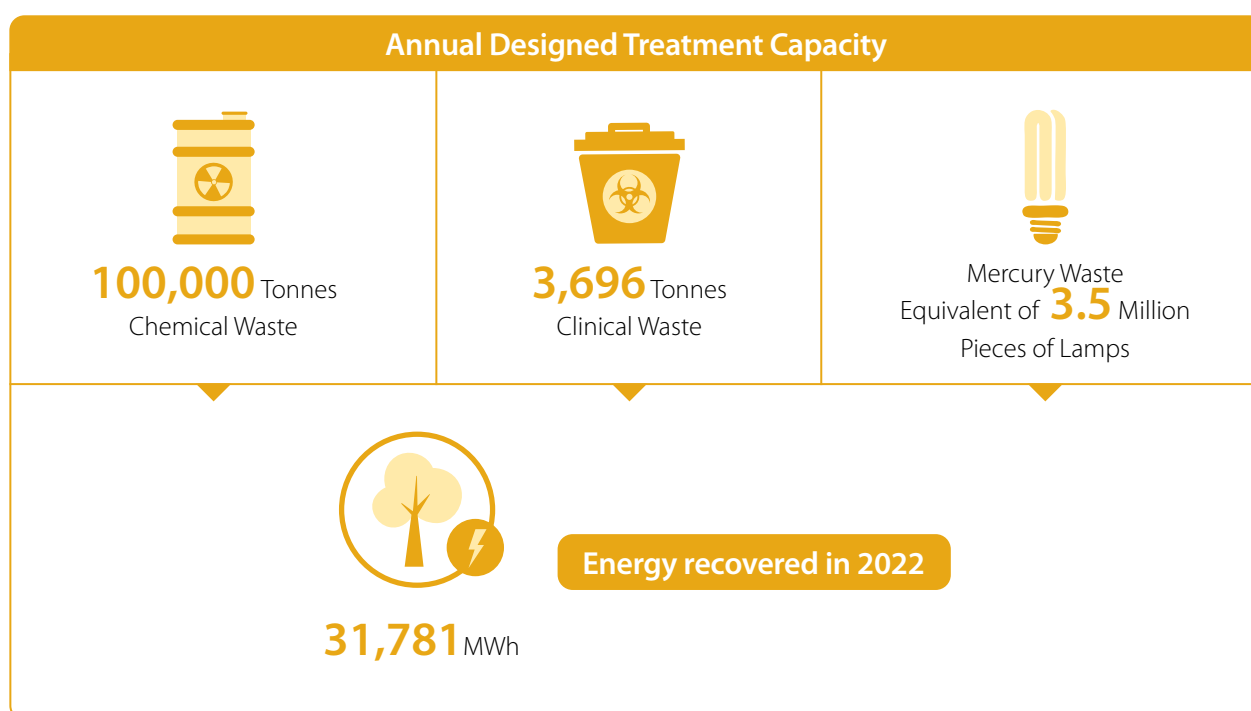 Annual Designed Treatment Capacity
100,000 Tonnes
Chemical Waste
3,696 Tonnes
Clinical Waste
Mercury Waste
Equivalent of 3.5 Million
Pieces of Lamps
Energy recovered in 2022
31,781 MWh